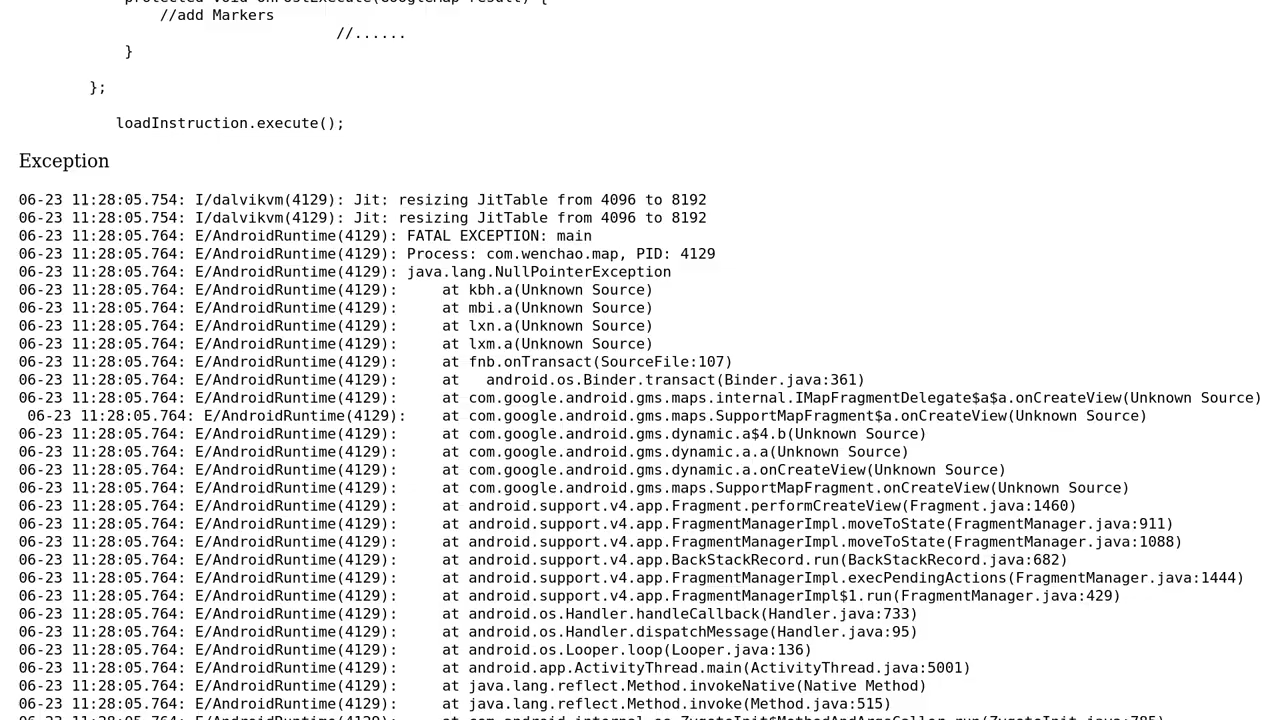 protected void onPostExecute(GoogleMap result) {
//add Markers
//......
}
};
loadInstruction.execute();
Exception
06-23 11:28:05.754: I/dalvikvm(4129): Jit: resizing JitTable from 4096 to 8192
06-23 11:28:05.754: I/dalvikvm(4129): Jit: resizing JitTable from 4096 to 8192
06-23 11:28:05.764: E/AndroidRuntime(4129): FATAL EXCEPTION: main
06-23 11:28:05.764: E/AndroidRuntime(4129): Process: com.wenchao.map, PID: 4129
06-23 11:28:05.764: E/AndroidRuntime(4129): java.lang.NullPointerException
06-23 11:28:05.764: E/AndroidRuntime(4129):     at kbh.a(Unknown Source)
06-23 11:28:05.764: E/AndroidRuntime(4129):     at mbi.a(Unknown Source)
06-23 11:28:05.764: E/AndroidRuntime(4129):     at lxn.a(Unknown Source)
06-23 11:28:05.764: E/AndroidRuntime(4129):     at lxm.a(Unknown Source)
06-23 11:28:05.764: E/AndroidRuntime(4129):     at fnb.onTransact(SourceFile:107)
06-23 11:28:05.764: E/AndroidRuntime(4129):     at   android.os.Binder.transact(Binder.java:361)
06-23 11:28:05.764: E/AndroidRuntime(4129):     at com.google.android.gms.maps.internal.IMapFragmentDelegate$a$a.onCreateView(Unknown Source)
06-23 11:28:05.764: E/AndroidRuntime(4129):     at com.google.android.gms.maps.SupportMapFragment$a.onCreateView(Unknown Source)
06-23 11:28:05.764: E/AndroidRuntime(4129):     at com.google.android.gms.dynamic.a$4.b(Unknown Source)
06-23 11:28:05.764: E/AndroidRuntime(4129):     at com.google.android.gms.dynamic.a.a(Unknown Source)
06-23 11:28:05.764: E/AndroidRuntime(4129):     at com.google.android.gms.dynamic.a.onCreateView(Unknown Source)
06-23 11:28:05.764: E/AndroidRuntime(4129):     at com.google.android.gms.maps.SupportMapFragment.onCreateView(Unknown Source)
06-23 11:28:05.764: E/AndroidRuntime(4129):     at android.support.v4.app.Fragment.performCreateView(Fragment.java:1460)
06-23 11:28:05.764: E/AndroidRuntime(4129):     at android.support.v4.app.FragmentManagerImpl.moveToState(FragmentManager.java:911)
06-23 11:28:05.764: E/AndroidRuntime(4129):     at android.support.v4.app.FragmentManagerImpl.moveToState(FragmentManager.java:1088)
06-23 11:28:05.764: E/AndroidRuntime(4129):     at android.support.v4.app.BackStackRecord.run(BackStackRecord.java:682)
06-23 11:28:05.764: E/AndroidRuntime(4129):     at android.support.v4.app.FragmentManagerImpl.execPendingActions(FragmentManager.java:1444)
06-23 11:28:05.764: E/AndroidRuntime(4129):     at android.support.v4.app.FragmentManagerImpl$1.run(FragmentManager.java:429)
06-23 11:28:05.764: E/AndroidRuntime(4129):     at android.os.Handler.handleCallback(Handler.java:733)
06-23 11:28:05.764: E/AndroidRuntime(4129):     at android.os.Handler.dispatchMessage(Handler.java:95)
06-23 11:28:05.764: E/AndroidRuntime(4129):     at android.os.Looper.loop(Looper.java:136)
06-23 11:28:05.764: E/AndroidRuntime(4129):     at android.app.ActivityThread.main(ActivityThread.java:5001)
06-23 11:28:05.764: E/AndroidRuntime(4129):     at java.lang.reflect.Method.invokeNative(Native Method)
06-23 11:28:05.764: E/AndroidRuntime(4129):     at java.lang.reflect.Method.invoke(Method.java:515)
06-23 11:28:05.764: E/AndroidRuntime(4129):     at com.android.internal.os.ZygoteInit$MethodAndArgsCaller.run(ZygoteInit.java:785)